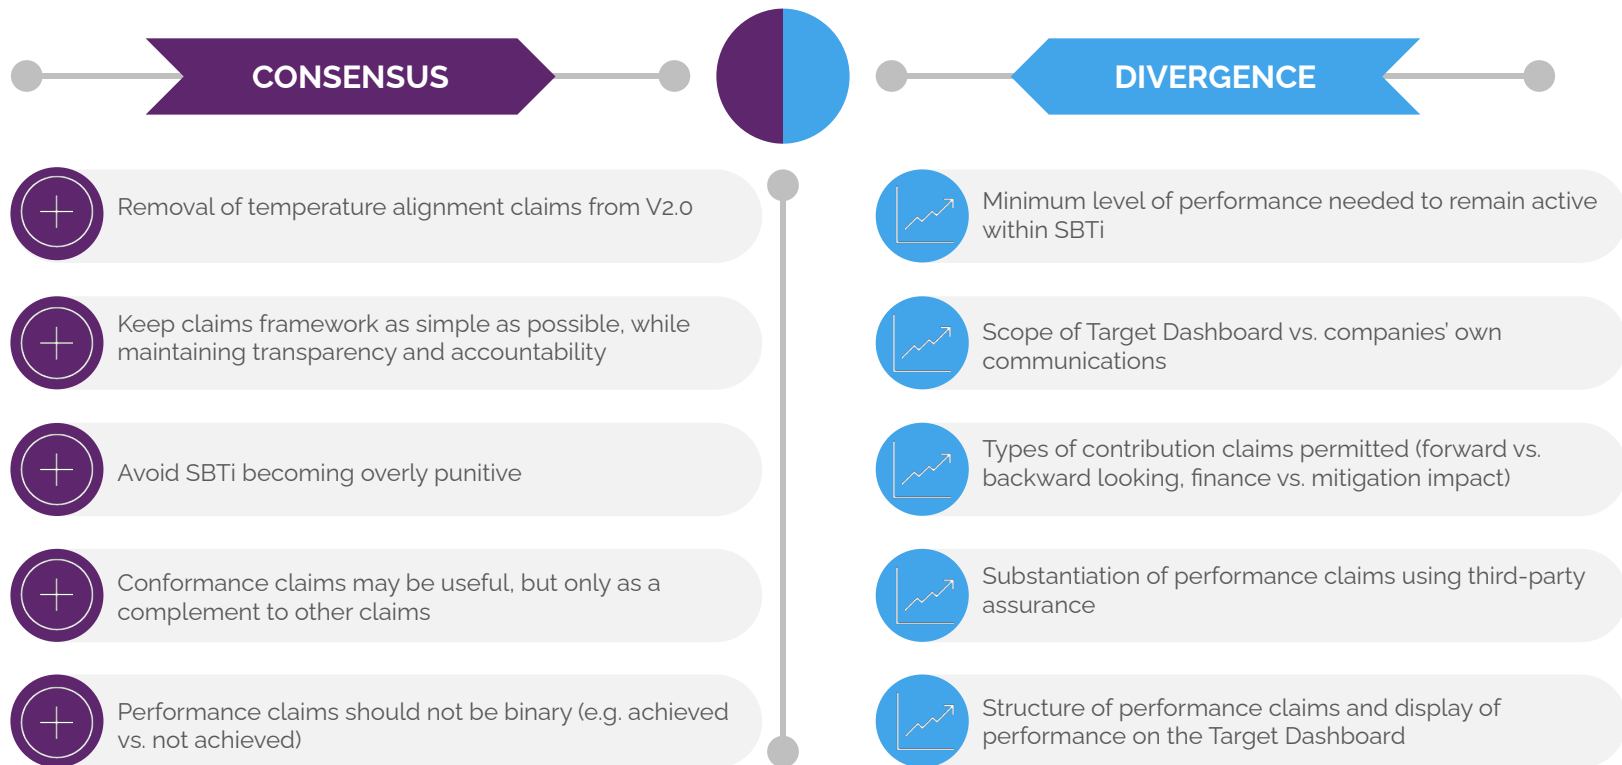 CONSENSUS
Removal of temperature alignment claims from V2.0
Keep claims framework as simple as possible, while
maintaining transparency and accountability
Avoid SBTi becoming overly punitive
Conformance claims may be useful, but only as a
complement to other claims
Performance claims should not be binary (e.g. achieved
vs. not achieved)
DIVERGENCE
Minimum level of performance needed to remain active
within SBTi
Scope of Target Dashboard vs. companies’ own
communications
Types of contribution claims permitted (forward vs.
backward looking, finance vs. mitigation impact)
Substantiation of performance claims using third-party
assurance
Structure of performance claims and display of
performance on the Target Dashboard